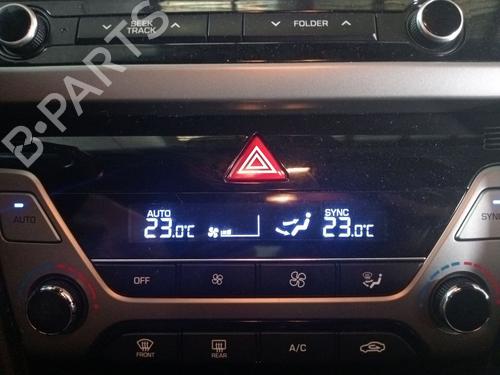 SEEK
TRACK
FOLDER
B-PARTS
AUTO
SYNC
AUTO
23.0°C
23.0°C
SYNC
OFF
FRONT
REAR
A/C